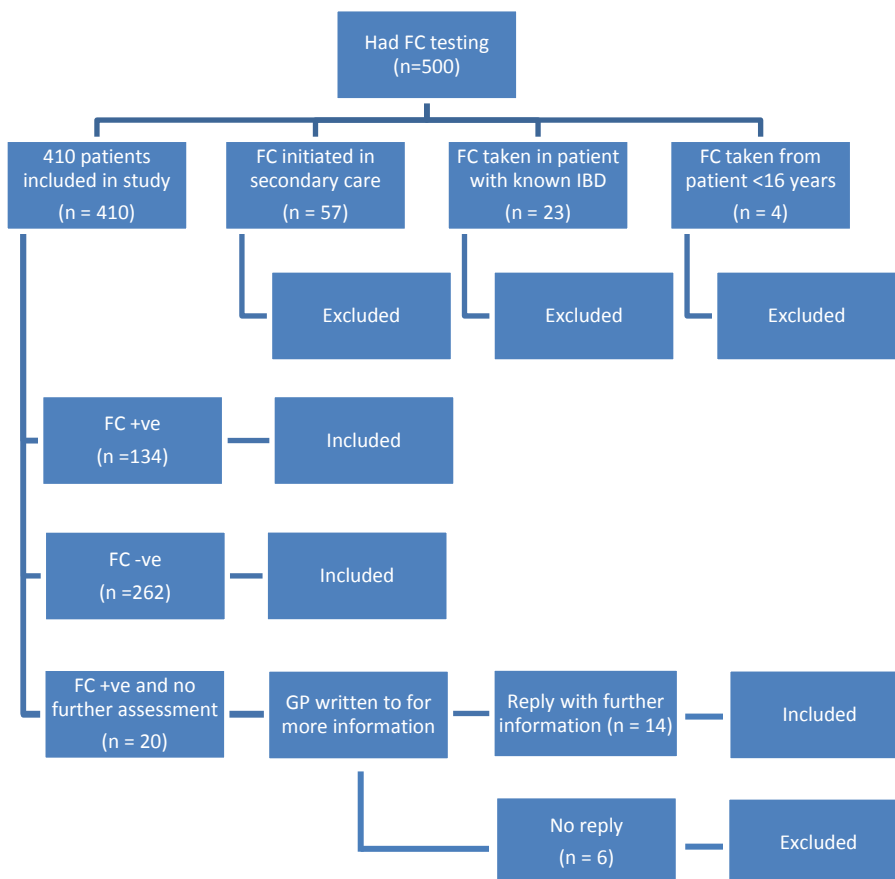 Had FC testing
(n=500)
410 patients
included in study
(n = 410)
FC initiated in
secondary care
(n = 57)
FC taken in patient
with known IBD
(n = 23)
FC taken from
patient <16 years
(n = 4)
Excluded
Excluded
Excluded
FC +ve
(n =134)
Included
FC -ve
(n =262)
Included
FC +ve and no
further assessment
(n = 20)
GP written to for
more information
Reply with further
information (n = 14)
Included
No reply
(n = 6)
Excluded